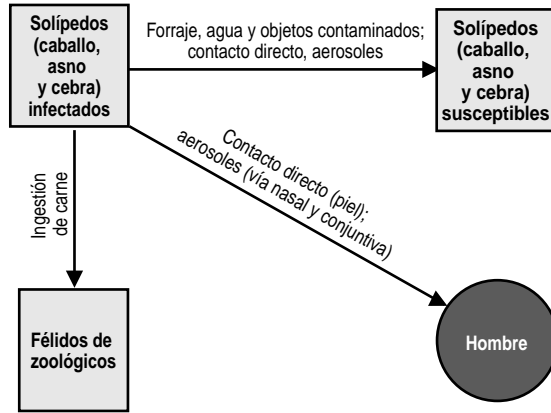 Solípedos
(caballo,
asno
y cebra)
infectados
Forraje, agua y objetos contaminados;
contacto directo, aerosoles
Solípedos
(caballo,
asno
y cebra)
susceptibles
Contacto directo (piel);
aerosoles (vía nasal y conjuntiva)
Ingestión
de carne
Félidos de
zoológicos
Hombre